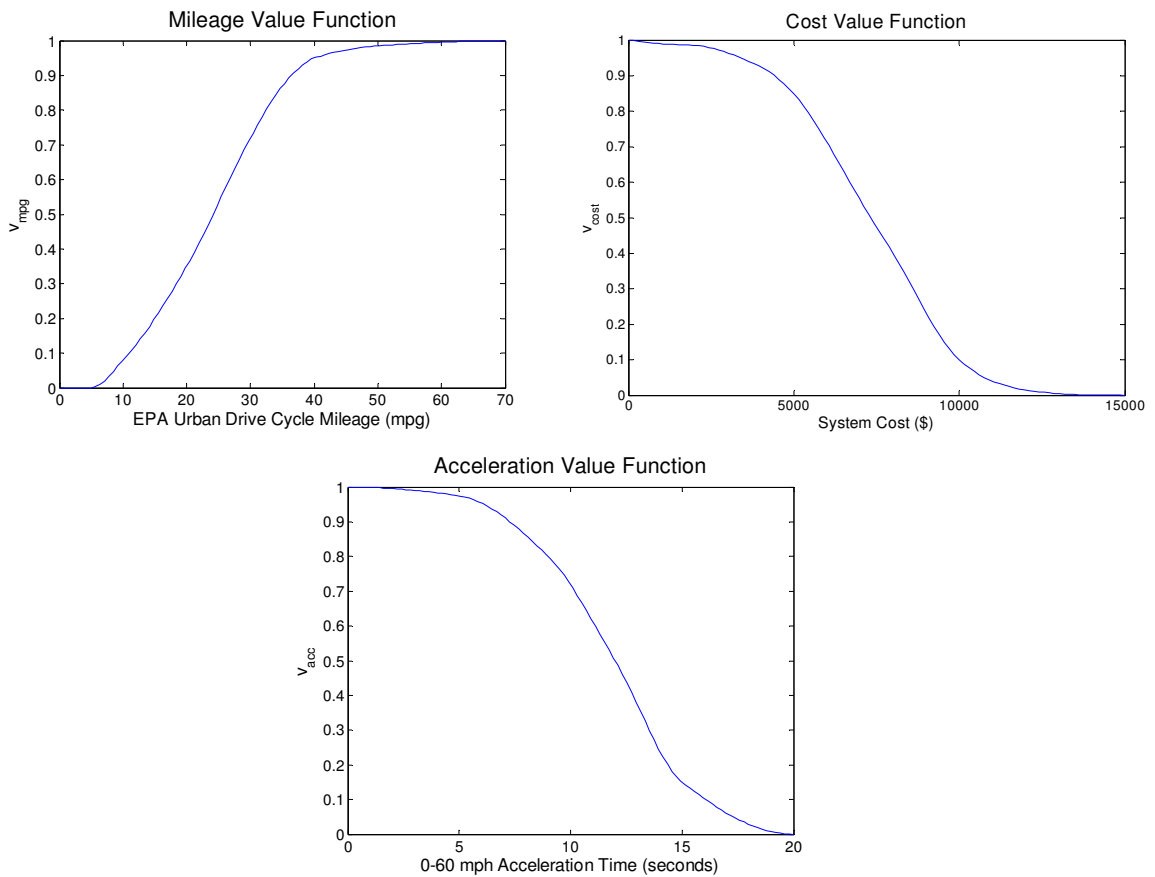 Mileage Value Function
1
0.9
0.8
0.7
0.6
0.5
0.4
0.3
0.2
0.1
0
v_mpg
0 10 20 30 40 50 60 70
EPA Urban Drive Cycle Mileage (mpg)
Cost Value Function
1
0.9
0.8
0.7
0.6
0.5
0.4
0.3
0.2
0.1
0
v_cost
0 5000 10000 15000
System Cost ($)
Acceleration Value Function
1
0.9
0.8
0.7
0.6
0.5
0.4
0.3
0.2
0.1
0
v_acc
0 5 10 15 20
0-60 mph Acceleration Time (seconds)